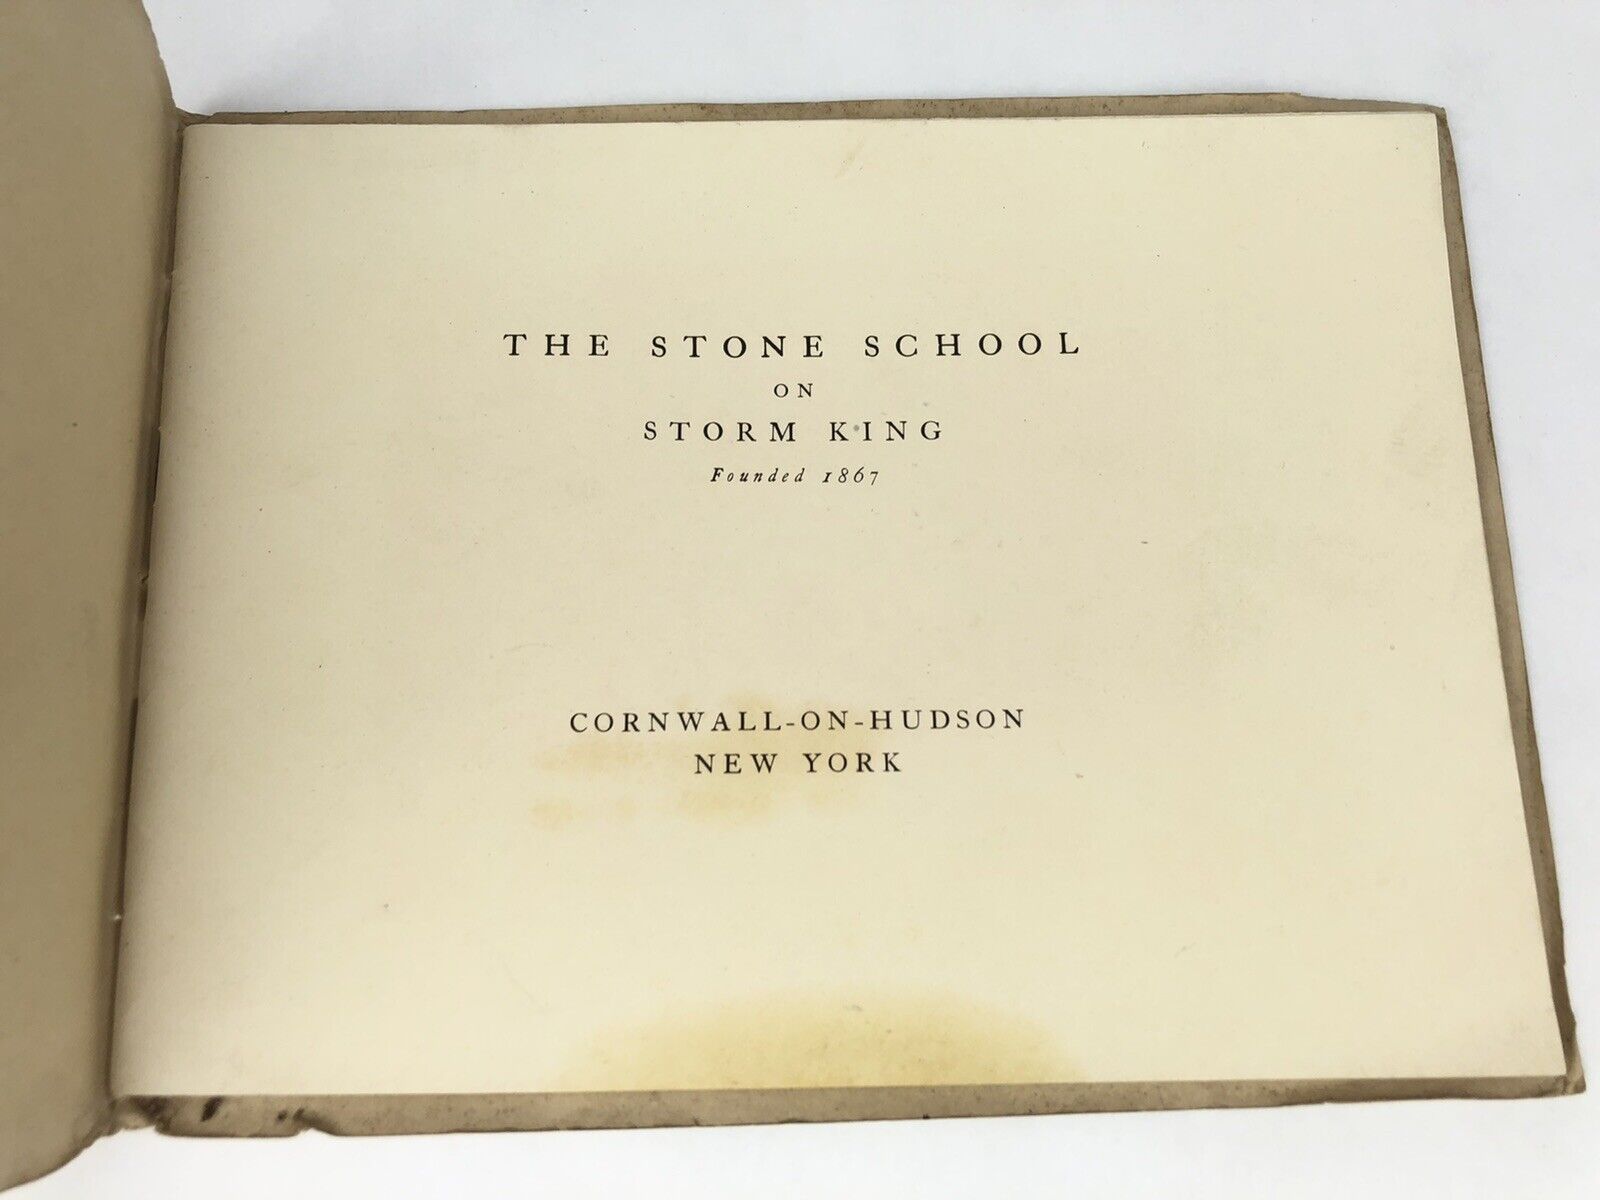 THE STONE SCHOOL
ON
STORM KING
Founded 1867
CORNWALL-ON-HUDSON
NEW YORK